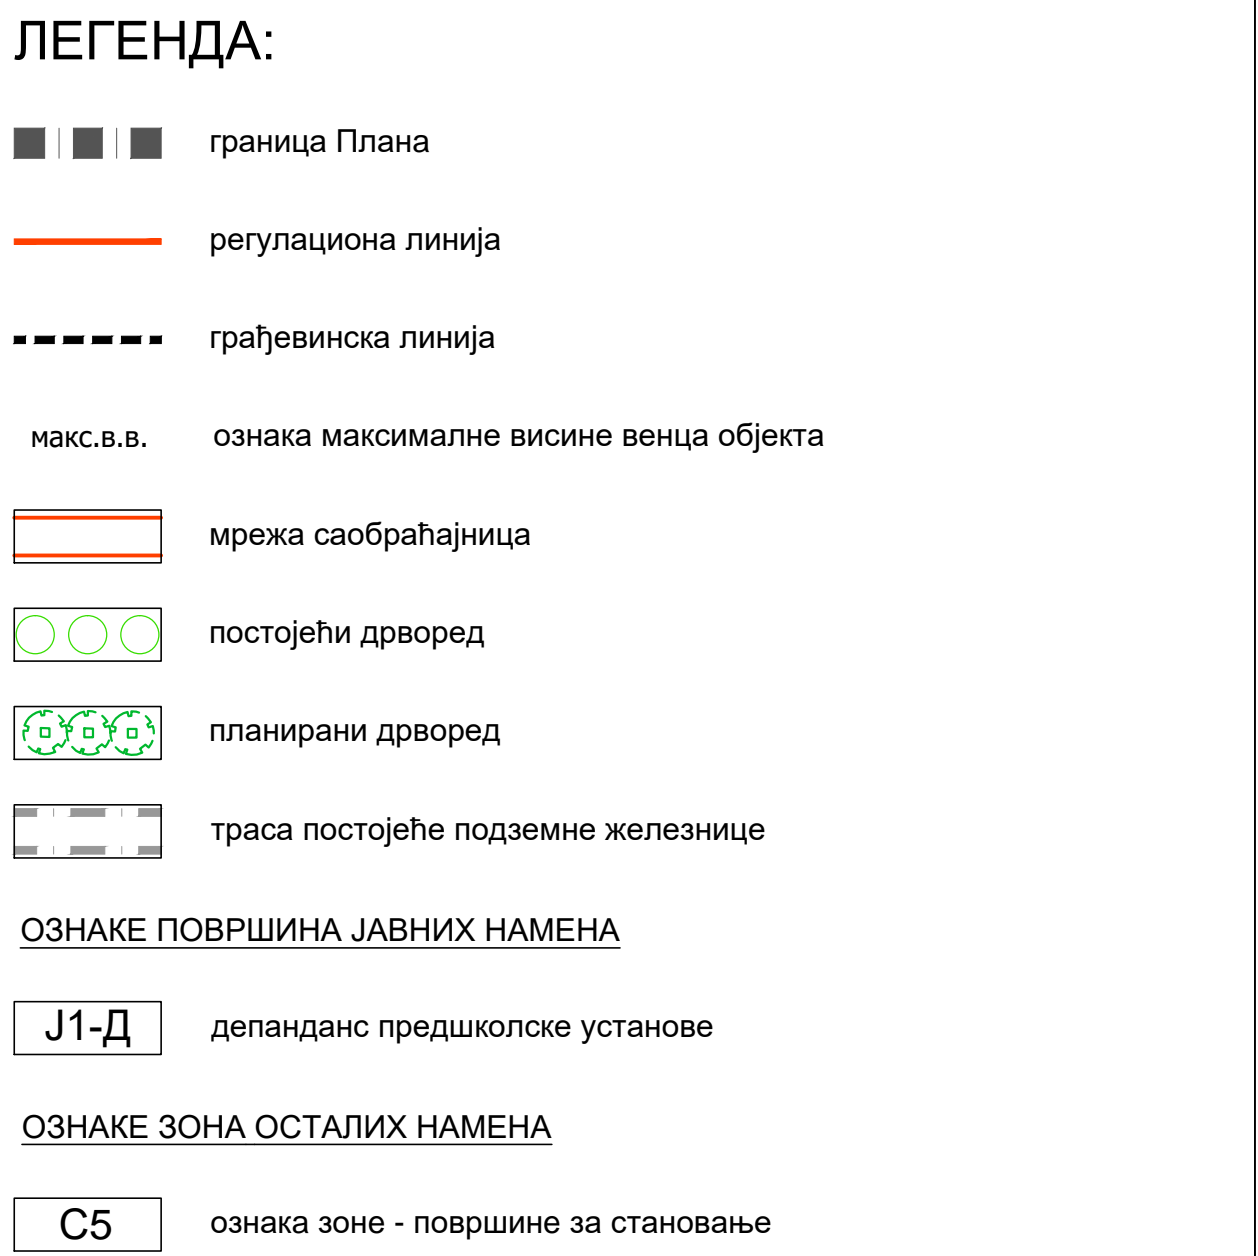 ЛЕГЕНДА:
граница Плана
регулациона линија
грађевинска линија
макс.в.в. ознака максималне висине венца објекта
мрежа саобраћајница
постојећи дрворед
планирани дрворед
траса постојеће подземне железнице
ОЗНАКЕ ПОВРШИНА ЈАВНИХ НАМЕНА
Ј1-Д депанданс предшколске установе
ОЗНАКЕ ЗОНА ОСТАЛИХ НАМЕНА
С5 ознака зоне - површине за становање